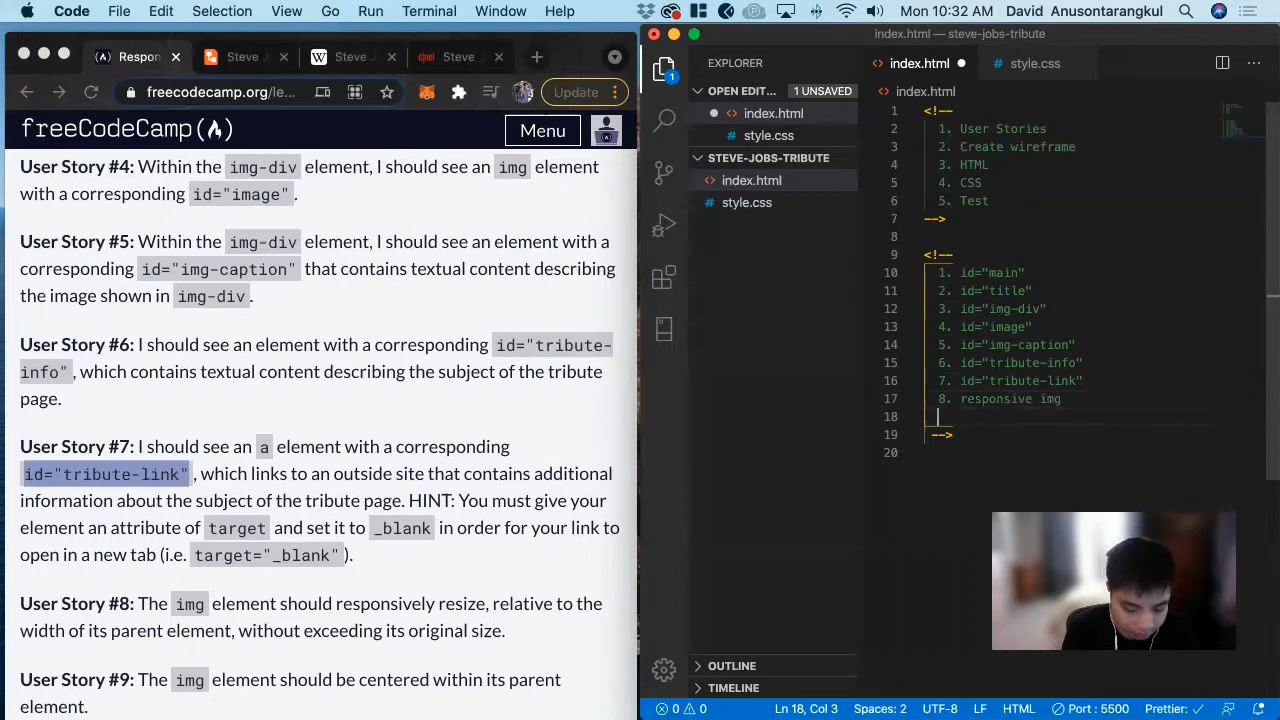 Code File Edit Selection View Go Run Terminal Window Help Mon 10:32 AM David Anusontarangkul
index.html — steve-jobs-tribute
Respon Steve J Steve J Steve
freecodecamp.org/le... Update
freeCodeCamp Menu
User Story #4: Within the img-div element, I should see an img element
with a corresponding id="image".
User Story #5: Within the img-div element, I should see an element with a
corresponding id="img-caption" that contains textual content describing
the image shown in img-div.
User Story #6: I should see an element with a corresponding id="tribute-
info", which contains textual content describing the subject of the tribute
page.
User Story #7: I should see an a element with a corresponding
id="tribute-link", which links to an outside site that contains additional
information about the subject of the tribute page. HINT: You must give your
element an attribute of target and set it to _blank in order for your link to
open in a new tab (i.e. target="_blank").
User Story #8: The img element should responsively resize, relative to the
width of its parent element, without exceeding its original size.
User Story #9: The img element should be centered within its parent
element.
EXPLORER
OPEN EDIT... 1 UNSAVED
index.html
style.css
STEVE-JOBS-TRIBUTE
index.html
style.css
OUTLINE
TIMELINE
index.html style.css
index.html
1 <!--
2 1. User Stories
3 2. Create wireframe
4 3. HTML
5 4. CSS
6 5. Test
7 -->
8
9 <!--
10 1. id="main"
11 2. id="title"
12 3. id="img-div"
13 4. id="image"
14 5. id="img-caption"
15 6. id="tribute-info"
16 7. id="tribute-link"
17 8. responsive img
18
19 -->
20
0 0 Ln 18, Col 3 Spaces: 2 UTF-8 LF HTML Port : 5500 Prettier: ✓